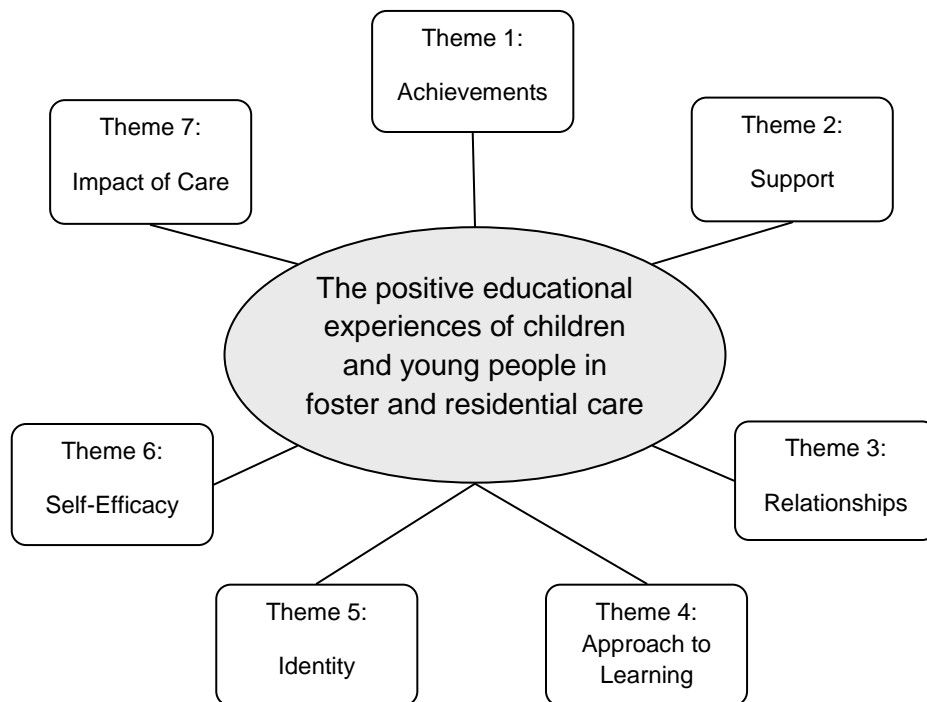 Theme 1:
Achievements
Theme 7:
Impact of Care
Theme 2:
Support
The positive educational
experiences of children
and young people in
foster and residential care
Theme 6:
Self-Efficacy
Theme 3:
Relationships
Theme 5:
Identity
Theme 4:
Approach to
Learning